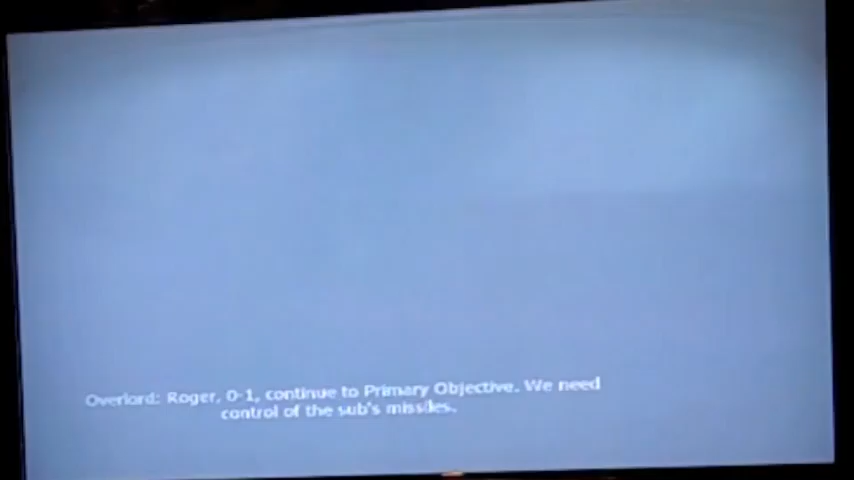 Overlord: Roger, 0-1, continue to Primary Objective. We need
control of the sub's missiles.